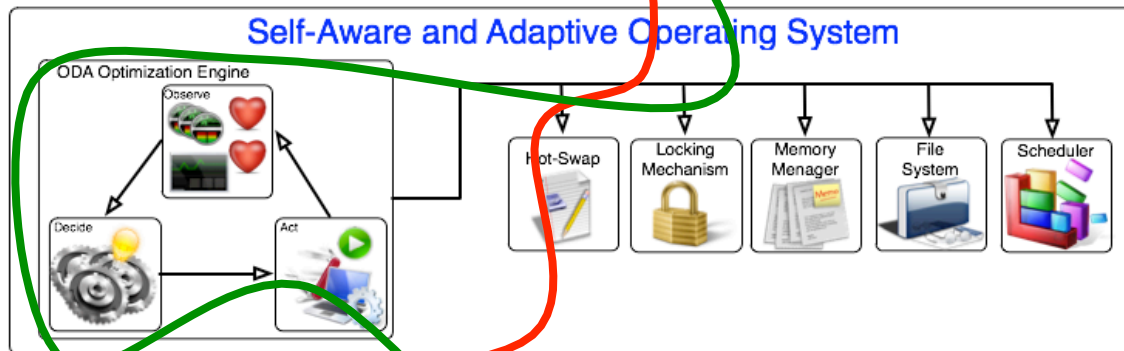 Self-Aware and Adaptive Operating System
ODA Optimization Engine
Observe
Decide
Act
Hot-Swap
Locking
Mechanism
Memory
Menager
Memo
File
System
Scheduler